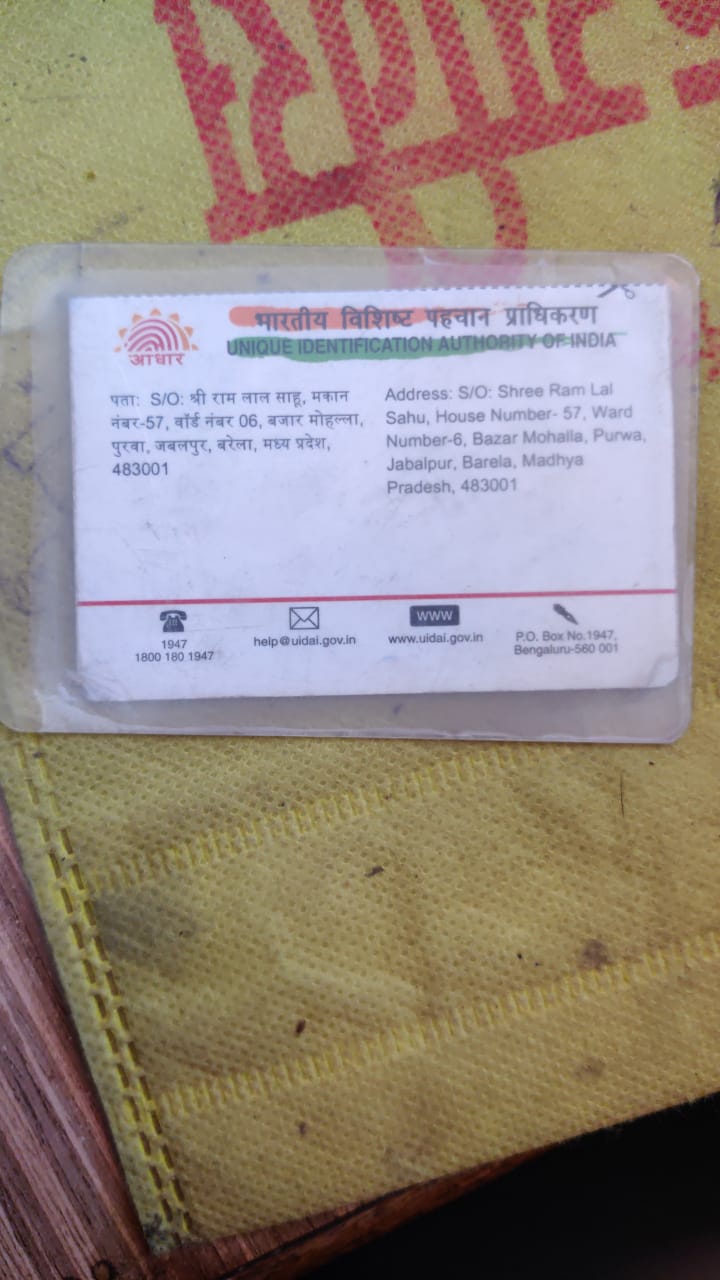 आधार
भारतीय विशिष्ट पहचान प्राधिकरण
UNIQUE IDENTIFICATION AUTHORITY OF INDIA
पता: S/O: श्री राम लाल साहू, मकान
नंबर-57, वॉर्ड नंबर 06, बजार मोहल्ला,
पुरवा, जबलपुर, बरेला, मध्य प्रदेश,
483001
Address: S/O: Shree Ram Lal
Sahu, House Number- 57, Ward
Number-6, Bazar Mohalla, Purwa,
Jabalpur, Barela, Madhya
Pradesh, 483001
1947
1800 180 1947
help@uidai.gov.in
www
www.uidai.gov.in
P.O. Box No.1947,
Bengaluru-560 001